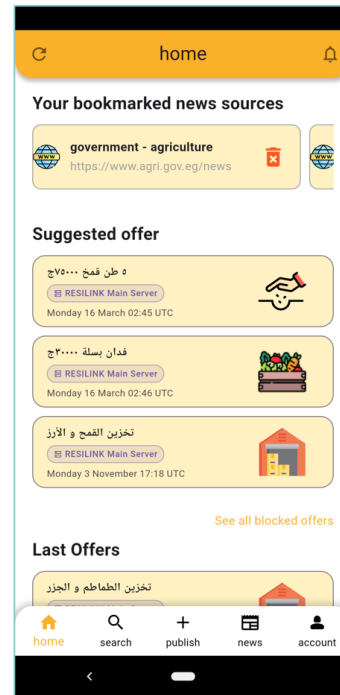 home
Your bookmarked news sources
WWW
government - agriculture
https://www.agri.gov.eg/news
WWW
Suggested offer
٥ طن قمح ٧٥٠٠٠ج
RESILINK Main Server
Monday 16 March 02:45 UTC
فدان بسلة ٣٠٠٠٠ج
RESILINK Main Server
Monday 16 March 02:46 UTC
تخزين القمح و الأرز
RESILINK Main Server
Monday 3 November 17:18 UTC
See all blocked offers
Last Offers
تخزين الطماطم و الجزر
home
search
publish
news
account